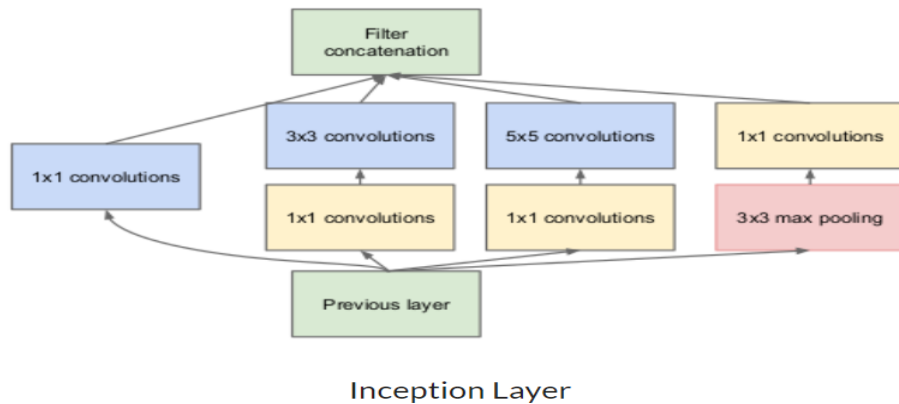 Filter
concatenation
3x3 convolutions
5x5 convolutions
1x1 convolutions
1x1 convolutions
1x1 convolutions
1x1 convolutions
3x3 max pooling
Previous layer
Inception Layer